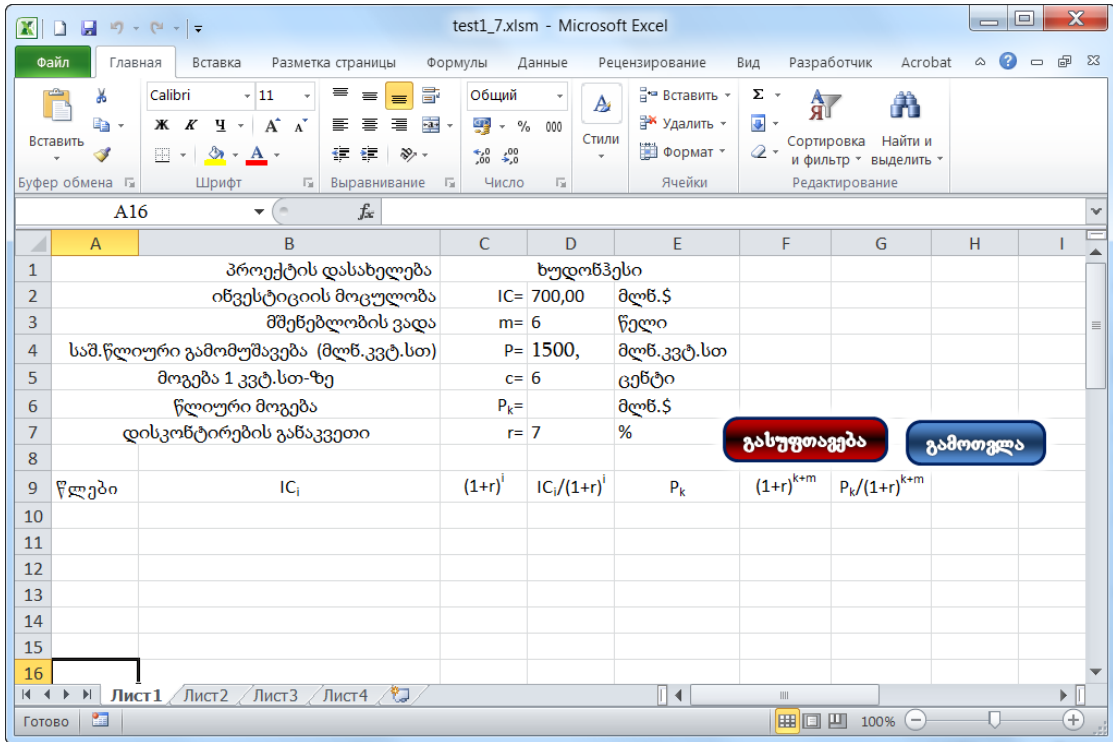 test1_7.xlsm - Microsoft Excel
Файл Главная Вставка Разметка страницы Формулы Данные Рецензирование Вид Разработчик Acrobat
Calibri 11 Общий Вставить Σ
Вставить Ж К Ч A A % 000 Стили Удалить Сортировка и фильтр Найти и выделить
A ,00 ,0 Формат
Буфер обмена Шрифт Выравнивание Число Ячейки Редактирование
A16 fx
A B C D E F G H I
1 პროექტის დასახელება ხუდონჰესი
2 ინვესტიციის მოცულობა IC= 700,00 მლნ.$
3 მშენებლობის ვადა m= 6 წელი
4 საშ.წლიური გამომუშავება (მლნ.კვტ.სთ) P= 1500, მლნ.კვტ.სთ
5 მოგება 1 კვტ.სთ-ზე c= 6 ცენტი
6 წლიური მოგება Pk= მლნ.$
7 დისკონტირების განაკვეთი r= 7 % გასუფთავება გამოთვლა
8
9 წლები ICi (1+r)^i ICi/(1+r)^i Pk (1+r)^k+m Pk/(1+r)^k+m
10
11
12
13
14
15
16
Лист1 Лист2 Лист3 Лист4
Готово 100%